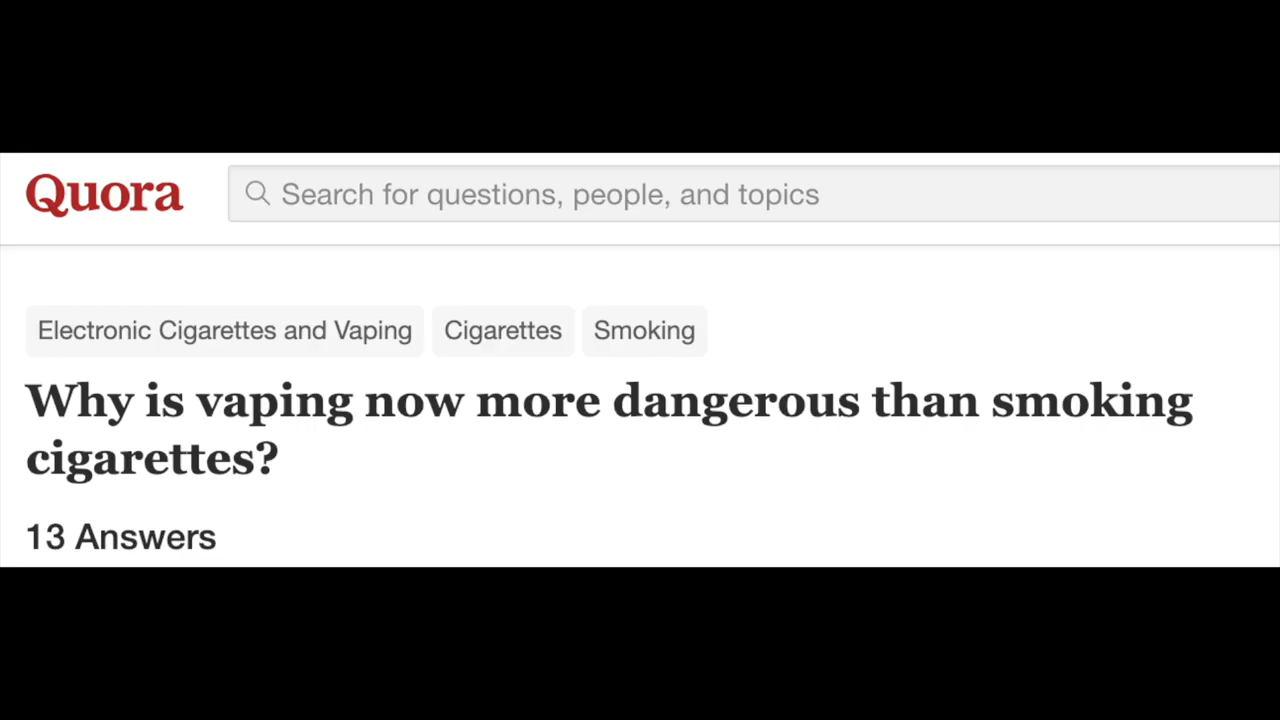 Quora
Search for questions, people, and topics
Electronic Cigarettes and Vaping Cigarettes Smoking
Why is vaping now more dangerous than smoking
cigarettes?
13 Answers